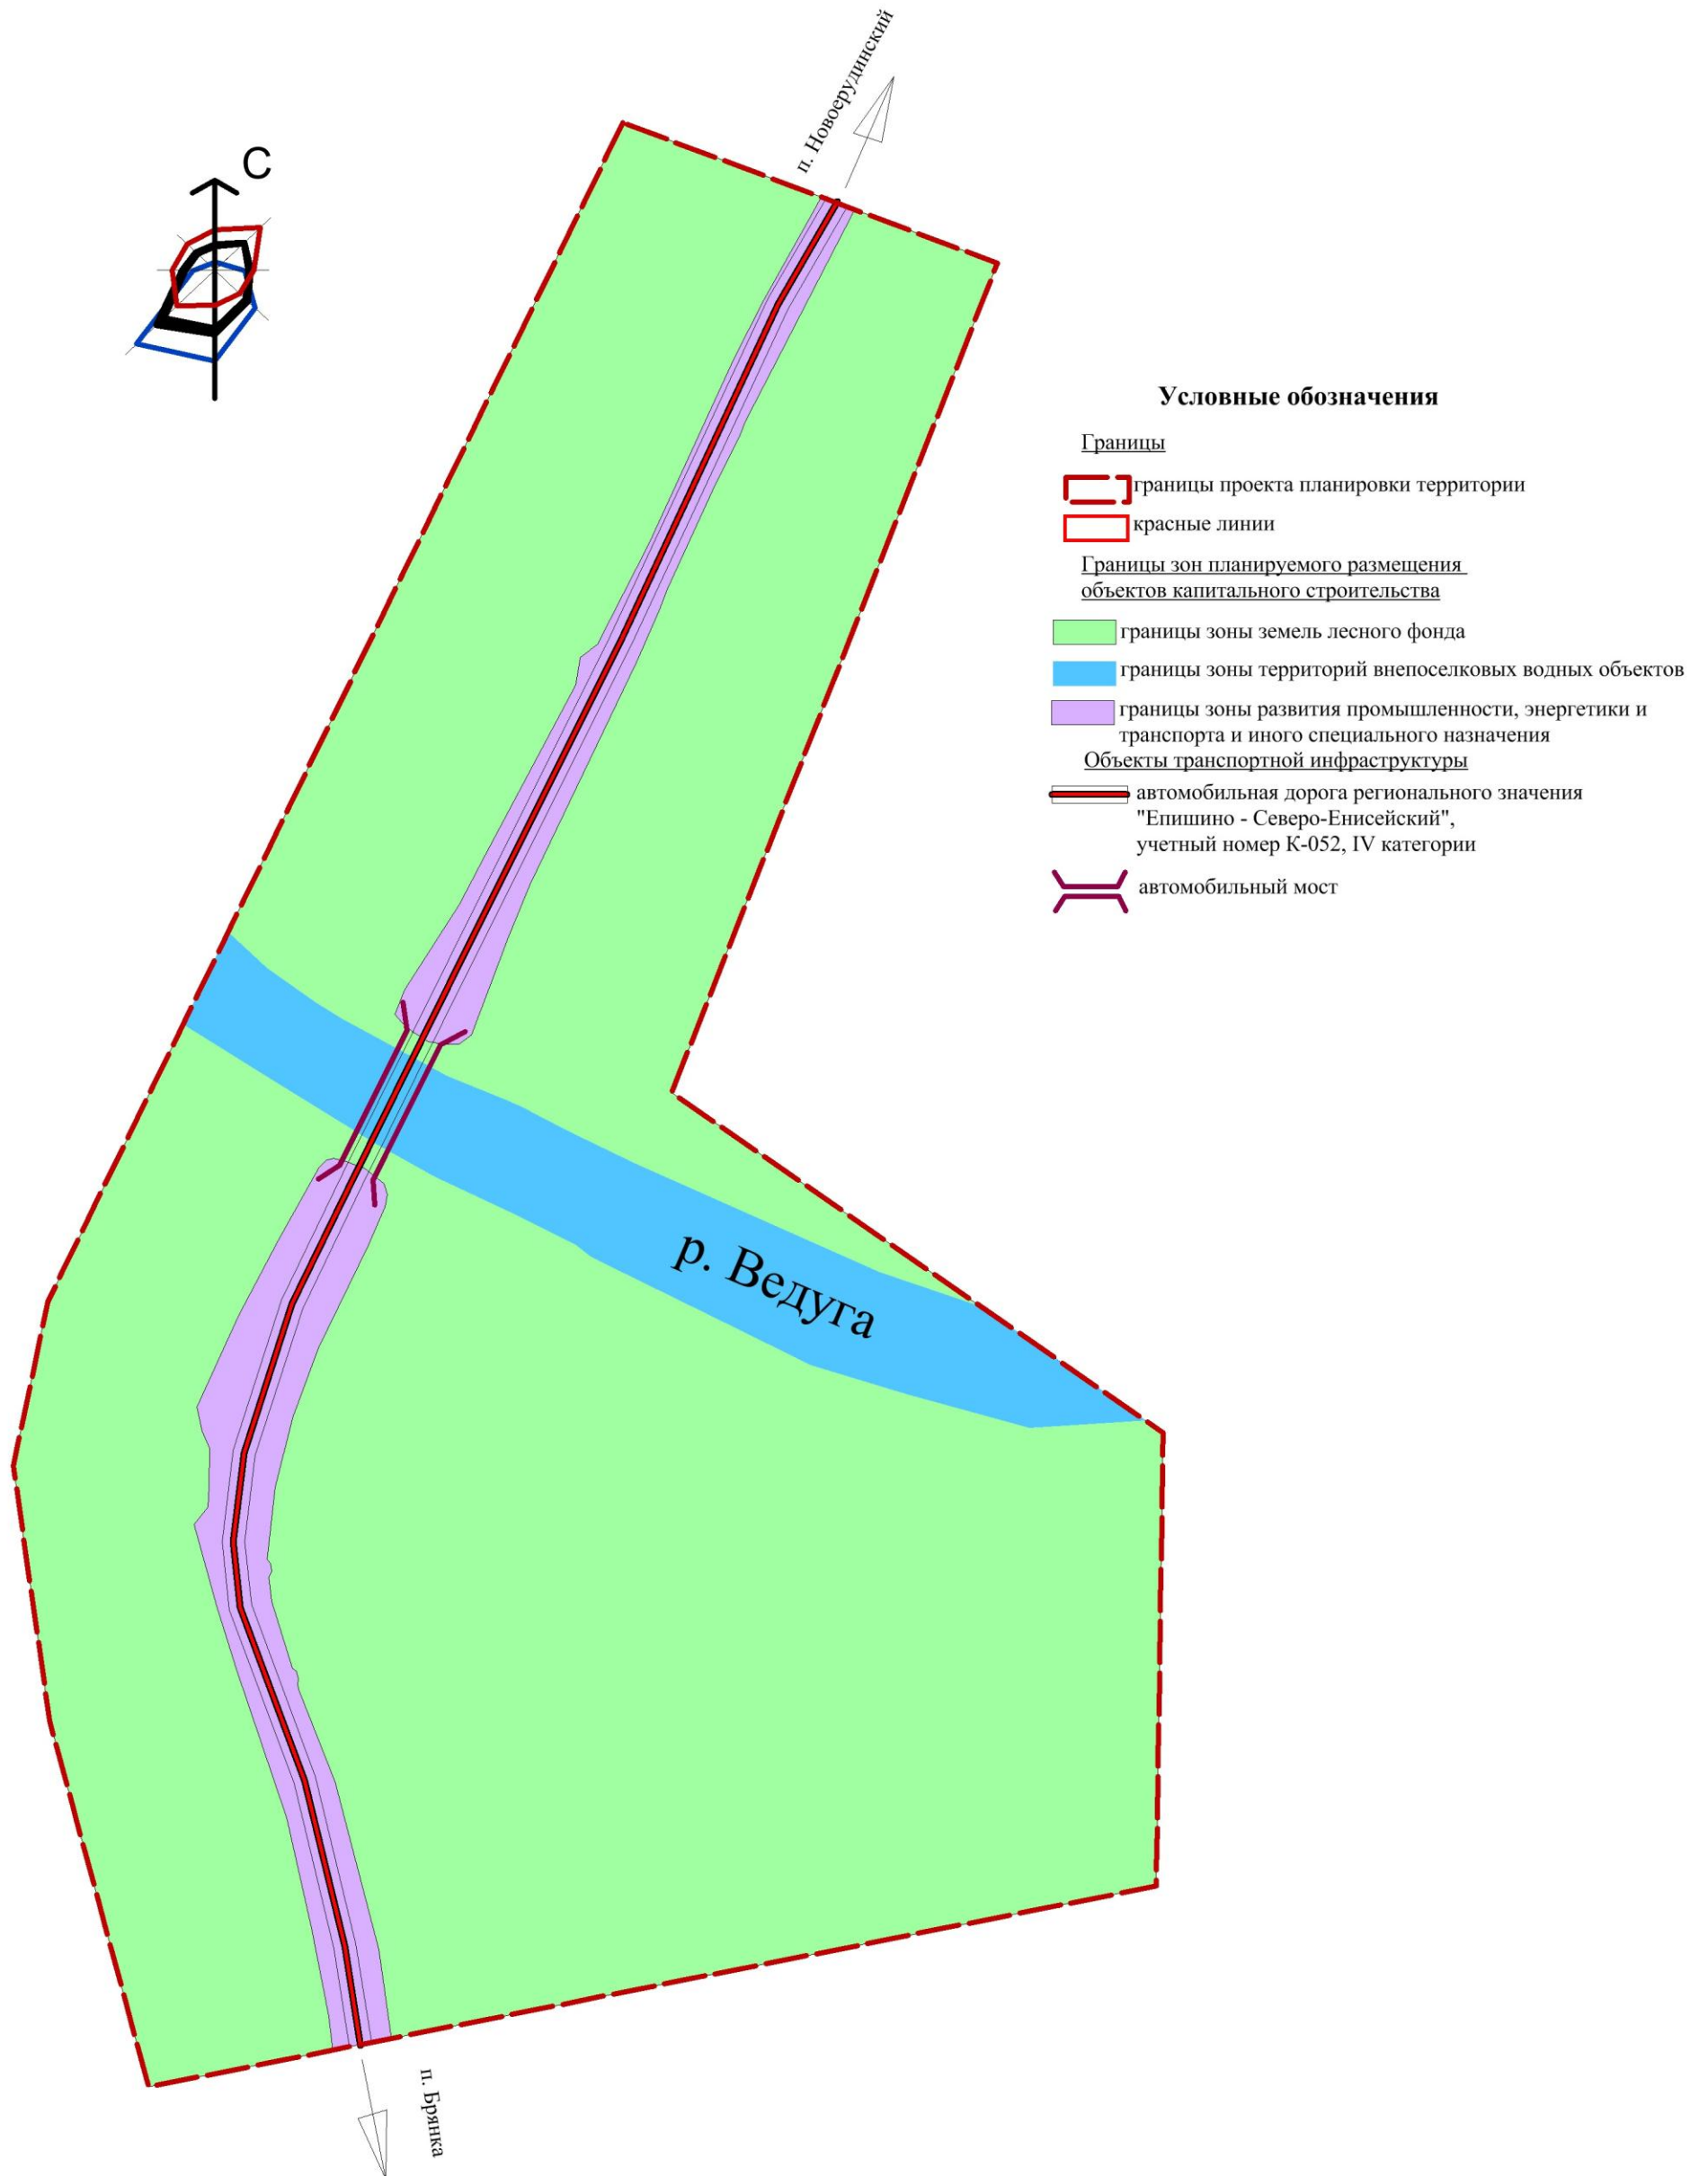 п. Новоерудинский
С
Условные обозначения
Границы
границы проекта планировки территории
красные линии
Границы зон планируемого размещения
объектов капитального строительства
границы зоны земель лесного фонда
границы зоны территорий внепоселковых водных объектов
границы зоны развития промышленности, энергетики и
транспорта и иного специального назначения
Объекты транспортной инфраструктуры
автомобильная дорога регионального значения
"Епишино - Северо-Енисейский",
учетный номер К-052, IV категории
автомобильный мост
р. Ведуга
п. Брянка